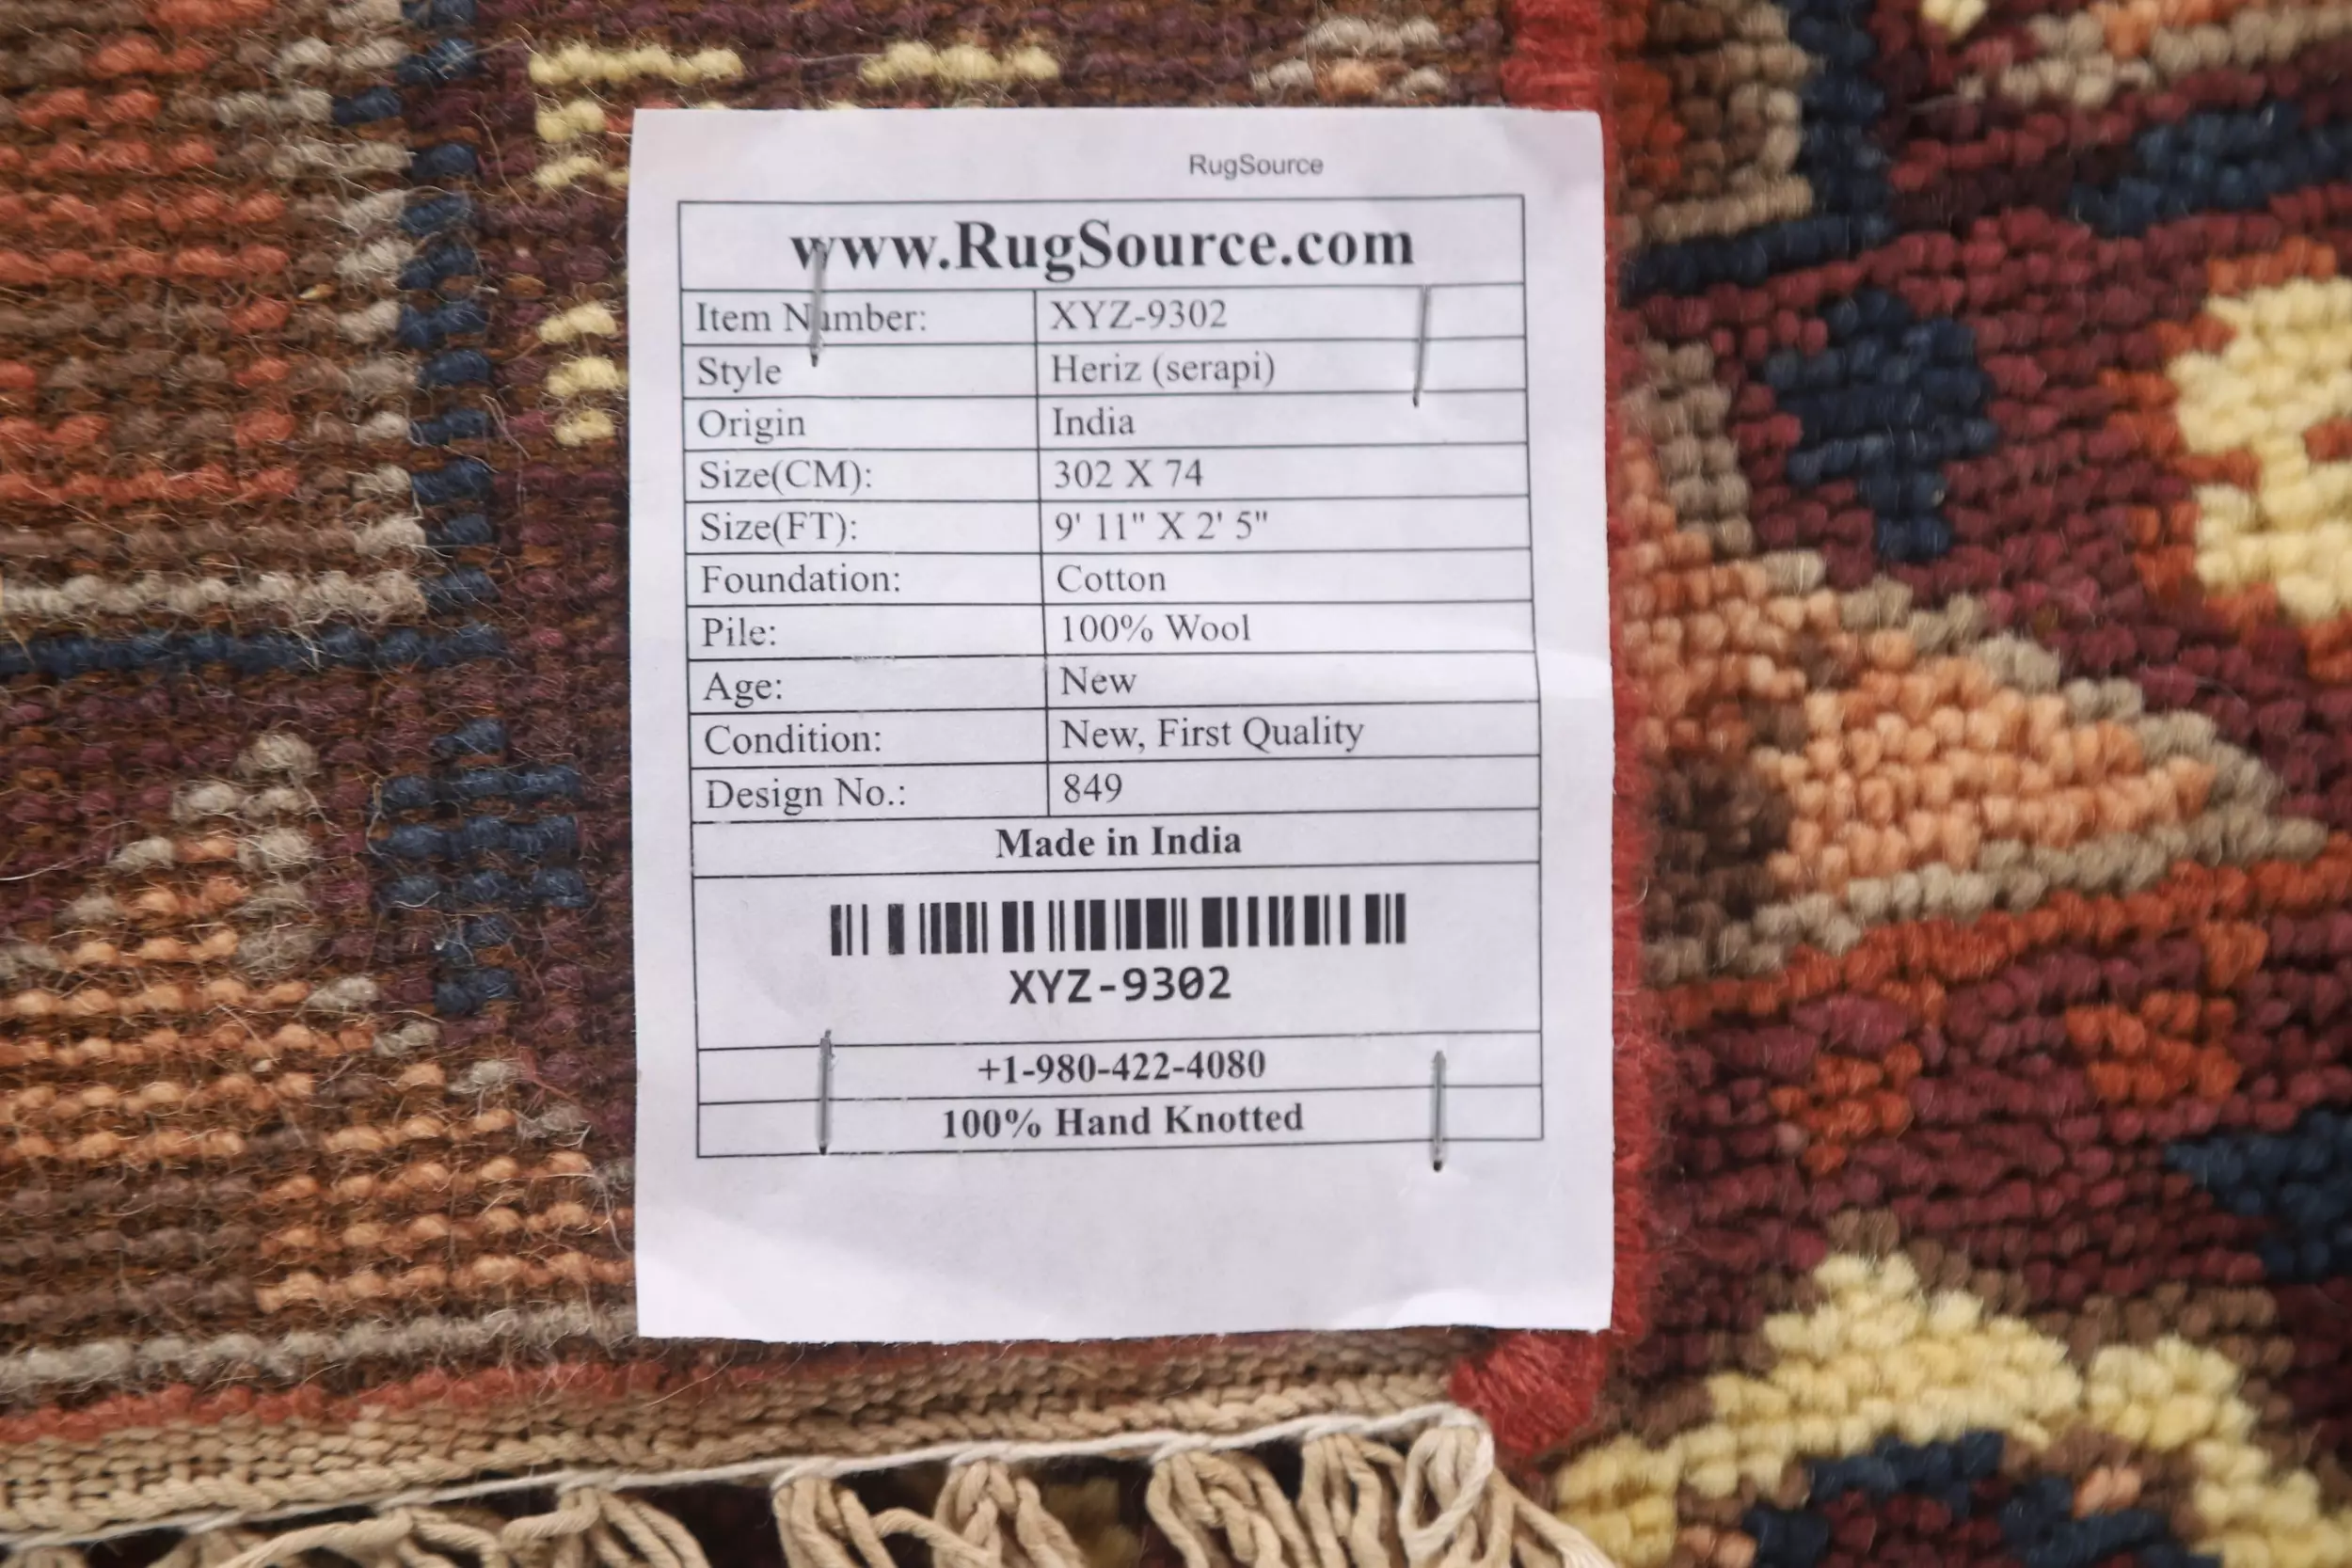 RugSource
www.RugSource.com
Item Number: XYZ-9302
Style Heriz (serapi)
Origin India
Size(CM): 302 X 74
Size(FT): 9' 11" X 2' 5"
Foundation: Cotton
Pile: 100% Wool
Age: New
Condition: New, First Quality
Design No.: 849
Made in India
XYZ-9302
+1-980-422-4080
100% Hand Knotted